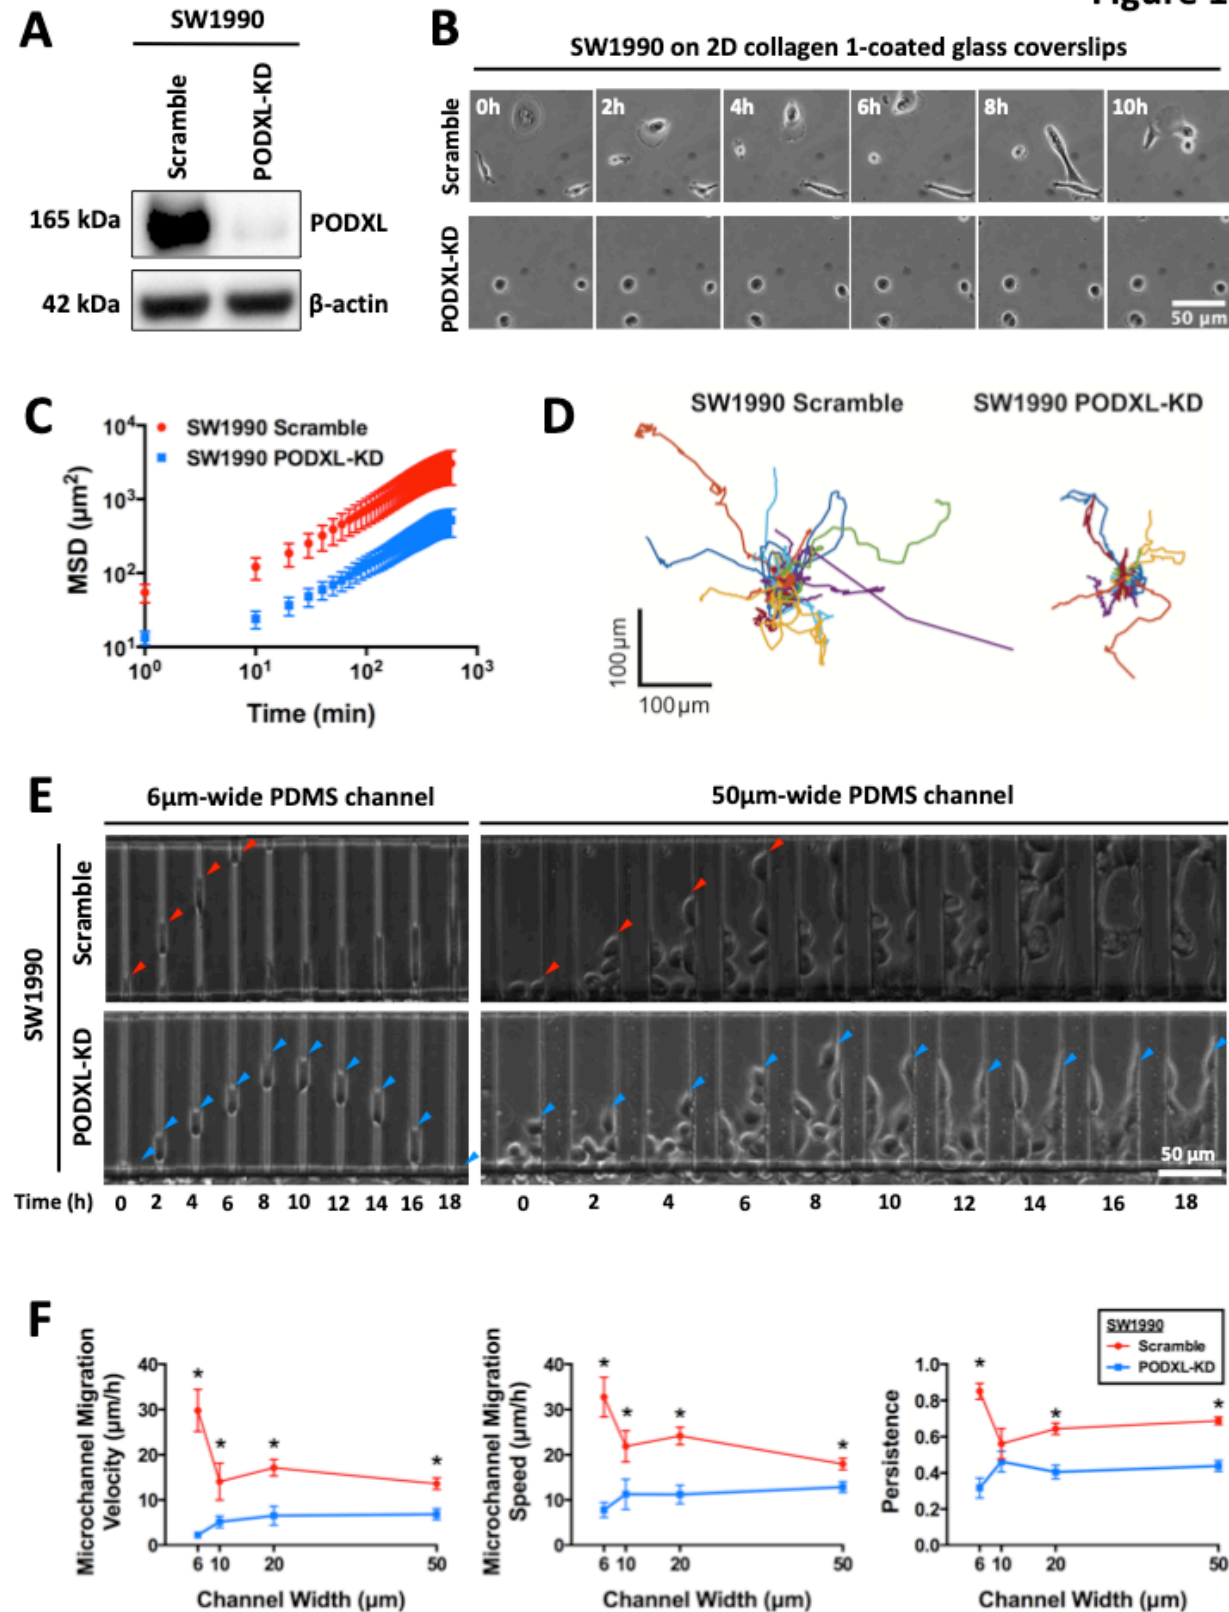 Figure 1
A
SW1990
Scramble
PODXL-KD
165 kDa
PODXL
42 kDa
β-actin
B
SW1990 on 2D collagen 1-coated glass coverslips
Scramble
0h
2h
4h
6h
8h
10h
PODXL-KD
50 µm
C
SW1990 Scramble
SW1990 PODXL-KD
MSD (µm²)
10⁴
10³
10²
10¹
10⁰
10¹
10²
10³
Time (min)
D
SW1990 Scramble
SW1990 PODXL-KD
100µm
100µm
E
6µm-wide PDMS channel
50µm-wide PDMS channel
SW1990
Scramble
PODXL-KD
50 µm
Time (h) 0 2 4 6 8 10 12 14 16 18
0 2 4 6 8 10 12 14 16 18
F
SW1990
Scramble
PODXL-KD
Microchannel Migration
Velocity (µm/h)
40
30
20
10
0
* * * *
6 10 20 50
Channel Width (µm)
Microchannel Migration
Speed (µm/h)
40
30
20
10
0
* * * *
6 10 20 50
Channel Width (µm)
Persistence
1.0
0.8
0.6
0.4
0.2
0.0
* * *
6 10 20 50
Channel Width (µm)